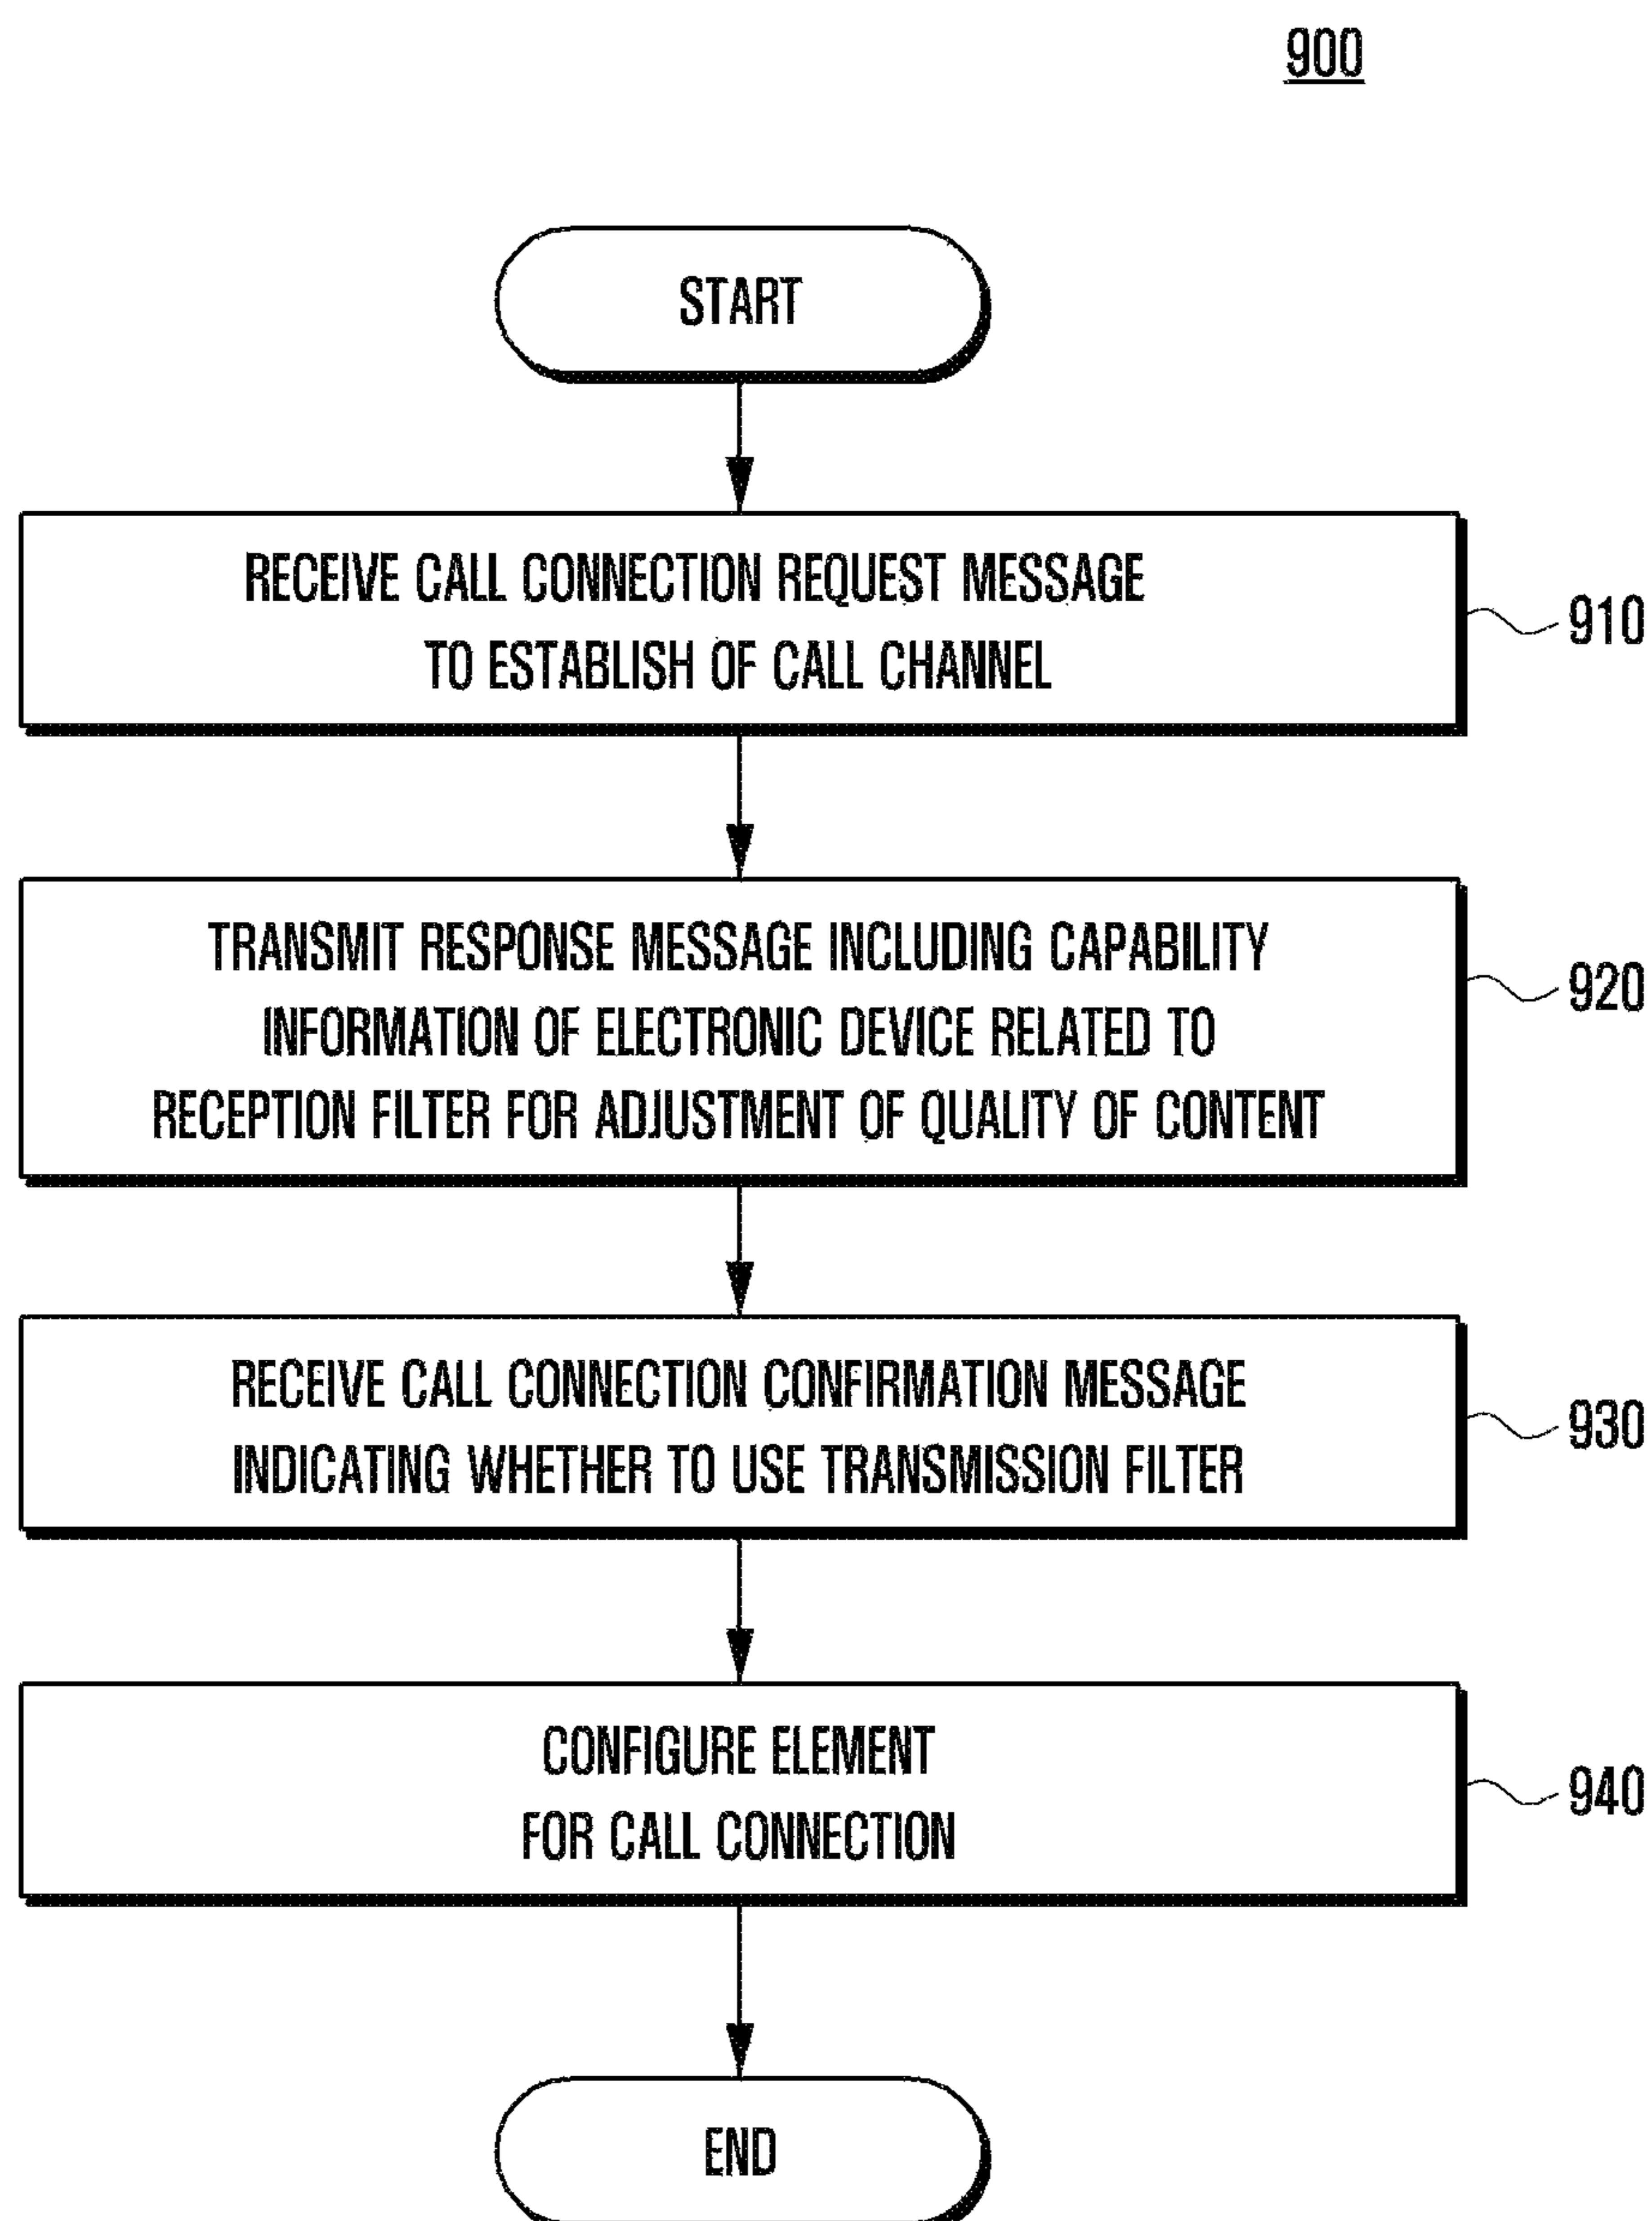 900
START
RECEIVE CALL CONNECTION REQUEST MESSAGE
TO ESTABLISH OF CALL CHANNEL
910
TRANSMIT RESPONSE MESSAGE INCLUDING CAPABILITY
INFORMATION OF ELECTRONIC DEVICE RELATED TO
RECEPTION FILTER FOR ADJUSTMENT OF QUALITY OF CONTENT
920
RECEIVE CALL CONNECTION CONFIRMATION MESSAGE
INDICATING WHETHER TO USE TRANSMISSION FILTER
930
CONFIGURE ELEMENT
FOR CALL CONNECTION
940
END